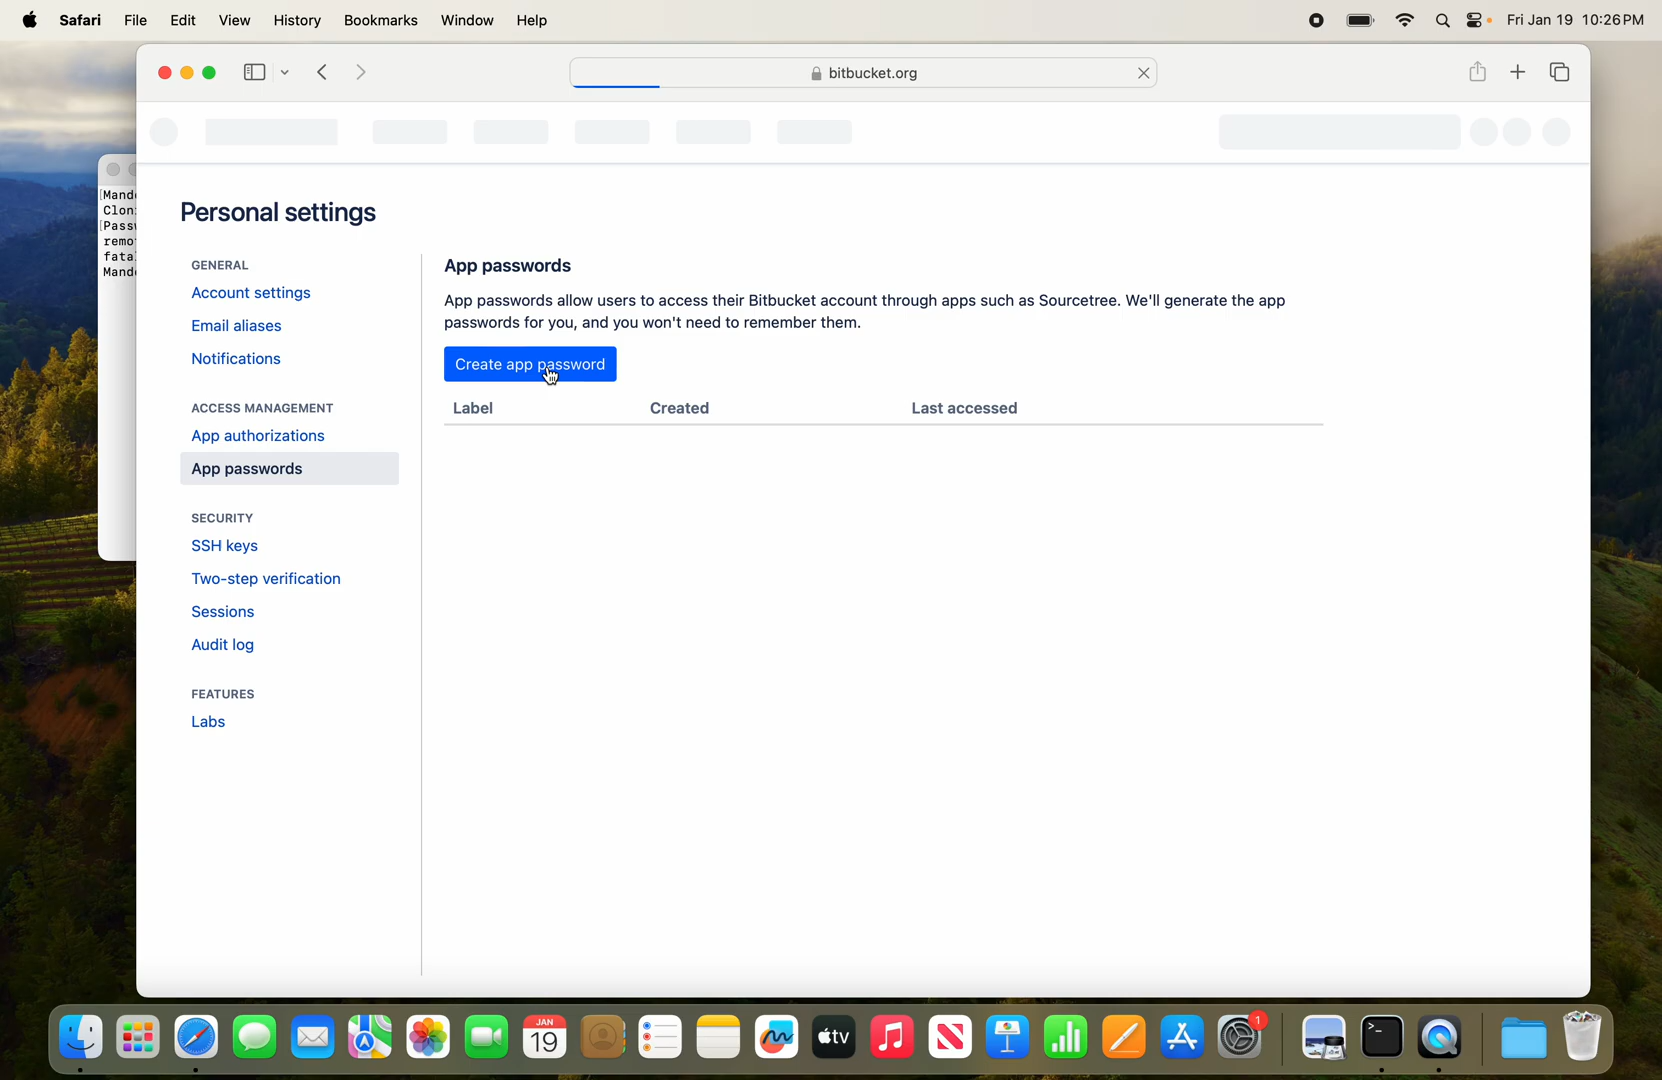 Safari File Edit View History Bookmarks Window Help Fri Jan 19 10:26 PM
bitbucket.org
Personal settings
GENERAL
Account settings
Email aliases
Notifications
ACCESS MANAGEMENT
App authorizations
App passwords
SECURITY
SSH keys
Two-step verification
Sessions
Audit log
FEATURES
Labs
App passwords
App passwords allow users to access their Bitbucket account through apps such as Sourcetree. We'll generate the app
passwords for you, and you won't need to remember them.
Create app password
Label Created Last accessed
JAN
19
tv
1